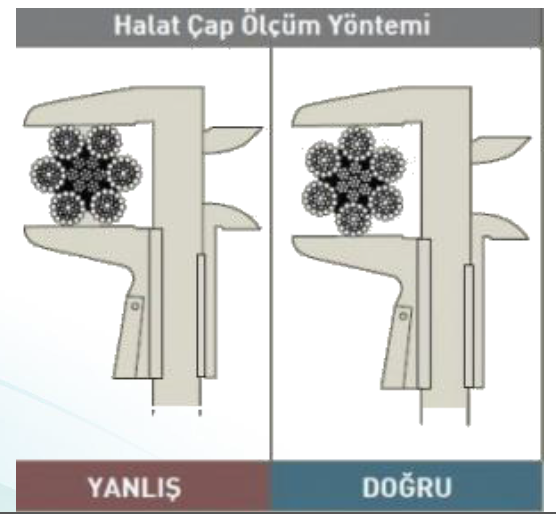 Halat Çap Ölçüm Yöntemi
YANLIŞ
DOĞRU